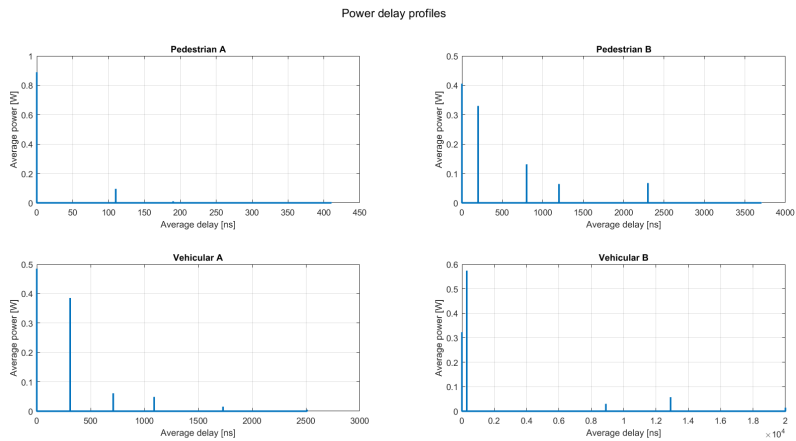 Power delay profiles
Pedestrian A
1
0.8
0.6
0.4
0.2
0
Average power [W]
0 50 100 150 200 250 300 350 400 450
Average delay [ns]
Pedestrian B
0.5
0.4
0.3
0.2
0.1
0
Average power [W]
0 500 1000 1500 2000 2500 3000 3500 4000
Average delay [ns]
Vehicular A
0.5
0.4
0.3
0.2
0.1
0
Average power [W]
0 500 1000 1500 2000 2500 3000
Average delay [ns]
Vehicular B
0.6
0.5
0.4
0.3
0.2
0.1
0
Average power [W]
0 0.2 0.4 0.6 0.8 1 1.2 1.4 1.6 1.8 2
Average delay [ns]
×10⁴